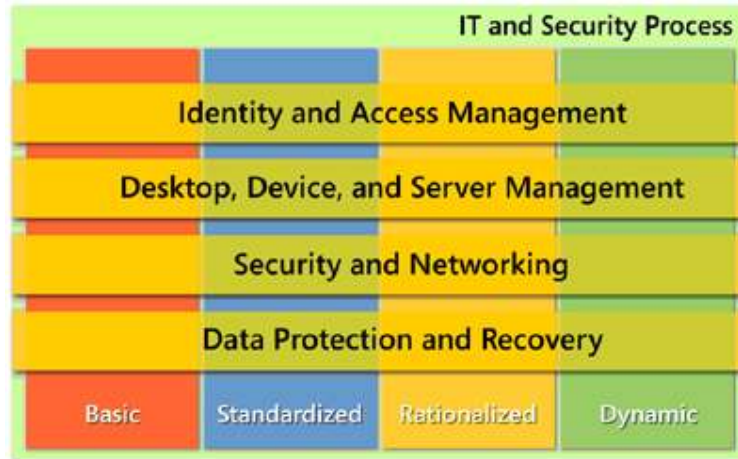 IT and Security Process
Identity and Access Management
Desktop, Device, and Server Management
Security and Networking
Data Protection and Recovery
Basic Standardized Rationalized Dynamic